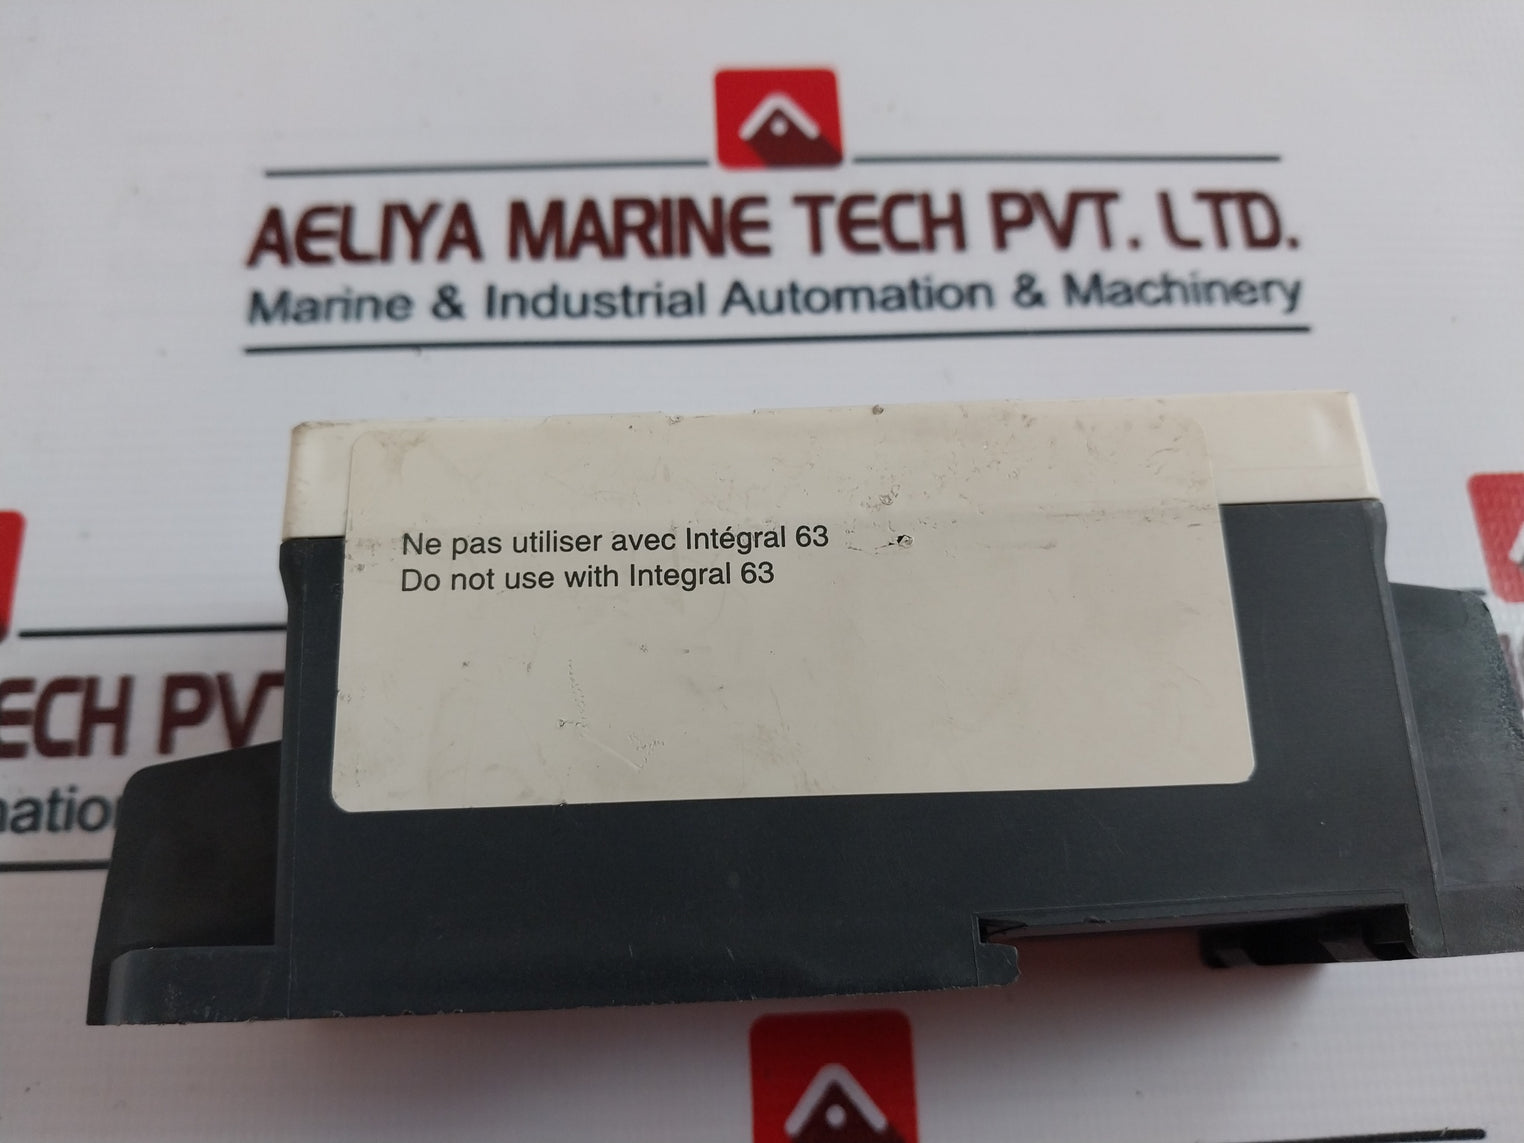 AELIYA MARINE TECH PVT. LTD.
Marine & Industrial Automation & Machinery
Ne pas utiliser avec Intégral 63
Do not use with Integral 63
ECH PVT
nation